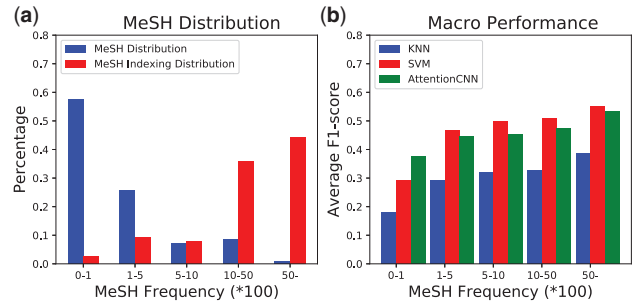 (a)
MeSH Distribution
0.8
0.7
0.6
0.5
0.4
0.3
0.2
0.1
0.0
Percentage
MeSH Distribution
MeSH Indexing Distribution
0-1
1-5
5-10
10-50
50-
MeSH Frequency (*100)
(b)
Macro Performance
0.8
0.7
0.6
0.5
0.4
0.3
0.2
0.1
0.0
Average F1-score
KNN
SVM
AttentionCNN
0-1
1-5
5-10
10-50
50-
MeSH Frequency (*100)